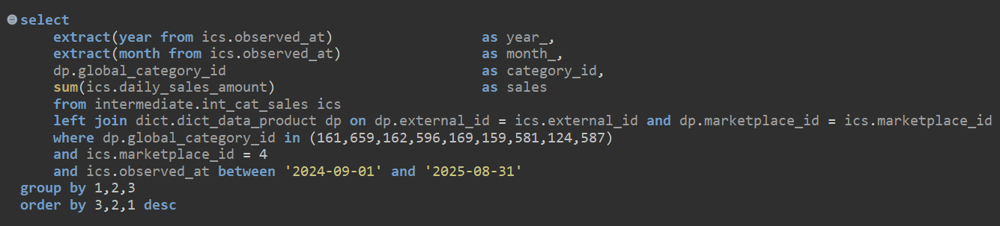 select
extract(year from ics.observed_at) as year_,
extract(month from ics.observed_at) as month_,
dp.global_category_id as category_id,
sum(ics.daily_sales_amount) as sales
from intermediate.int_cat_sales ics
left join dict.dict_data_product dp on dp.external_id = ics.external_id and dp.marketplace_id = ics.marketplace_id
where dp.global_category_id in (161,659,162,596,169,159,581,124,587)
and ics.marketplace_id = 4
and ics.observed_at between '2024-09-01' and '2025-08-31'
group by 1,2,3
order by 3,2,1 desc